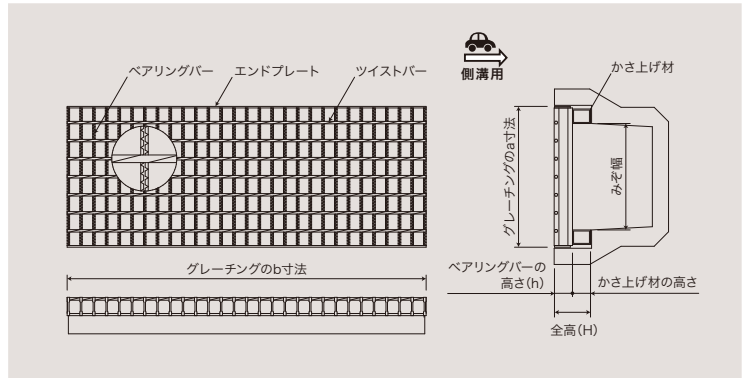 ベアリングバー
エンドプレート
ツイストバー
側溝用
かさ上げ材
グレーチングのa寸法
みぞ幅
グレーチングのb寸法
ベアリングバーの
高さ(h)
かさ上げ材の高さ
全高(H)